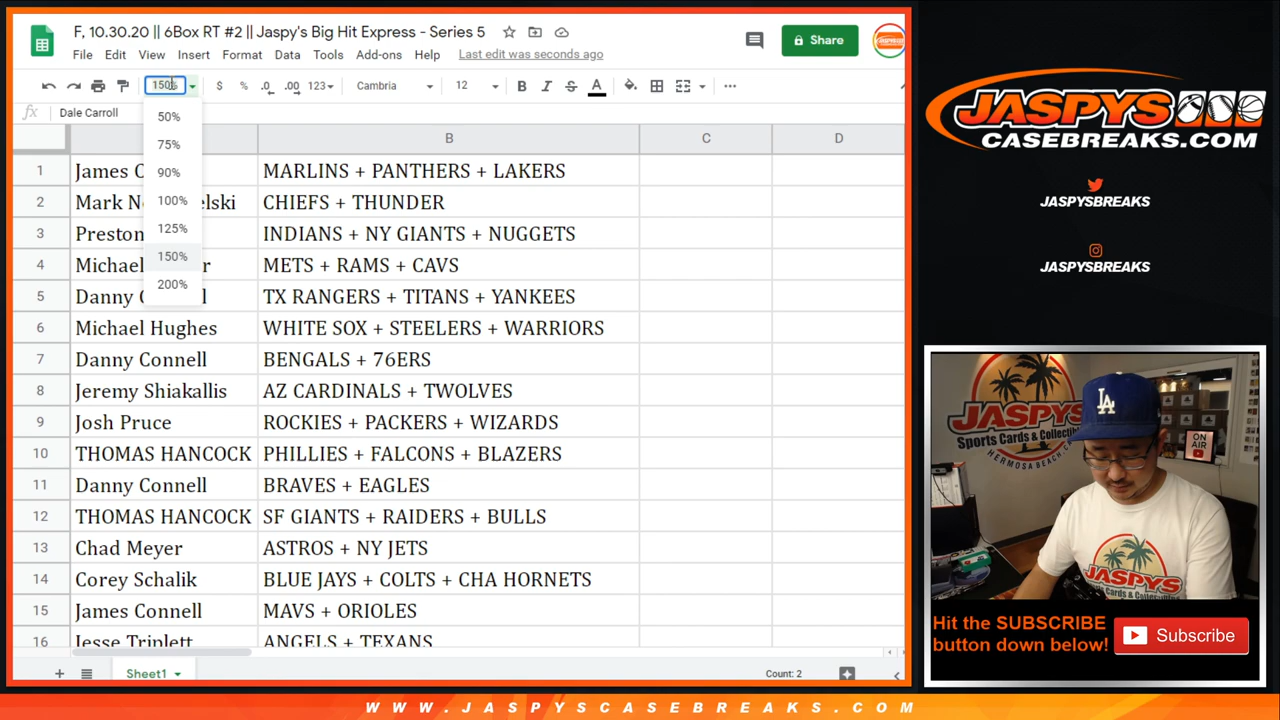 F, 10.30.20 || 6Box RT #2 || Jaspy's Big Hit Express - Series 5
Share
File Edit View Insert Format Data Tools Add-ons Help Last edit was seconds ago
150% $ % .0 .00 123 Cambria 12 B I S A
fx Dale Carroll
50%
75%
90%
100%
125%
150%
200%
B C D
1 James MARLINS + PANTHERS + LAKERS
2 Mark CHIEFS + THUNDER
3 Preston INDIANS + NY GIANTS + NUGGETS
4 Michael METS + RAMS + CAVS
5 Danny TX RANGERS + TITANS + YANKEES
6 Michael Hughes WHITE SOX + STEELERS + WARRIORS
7 Danny Connell BENGALS + 76ERS
8 Jeremy Shiakallis AZ CARDINALS + TWOLVES
9 Josh Pruce ROCKIES + PACKERS + WIZARDS
10 THOMAS HANCOCK PHILLIES + FALCONS + BLAZERS
11 Danny Connell BRAVES + EAGLES
12 THOMAS HANCOCK SF GIANTS + RAIDERS + BULLS
13 Chad Meyer ASTROS + NY JETS
14 Corey Schalik BLUE JAYS + COLTS + CHA HORNETS
15 James Connell MAVS + ORIOLES
16 Jesse Triplett ANGELS + TEXANS
Sheet1
Count: 2
JASPYS
CASEBREAKS.COM
JASPYSBREAKS
JASPYSBREAKS
JASPYS
Sports Cards & Collectibles
HERMOSA BEACH
LA
ON
AIR
JASPYS
Hit the SUBSCRIBE
button down below!
Subscribe
WWW.JASPYSCASEBREAKS.COM